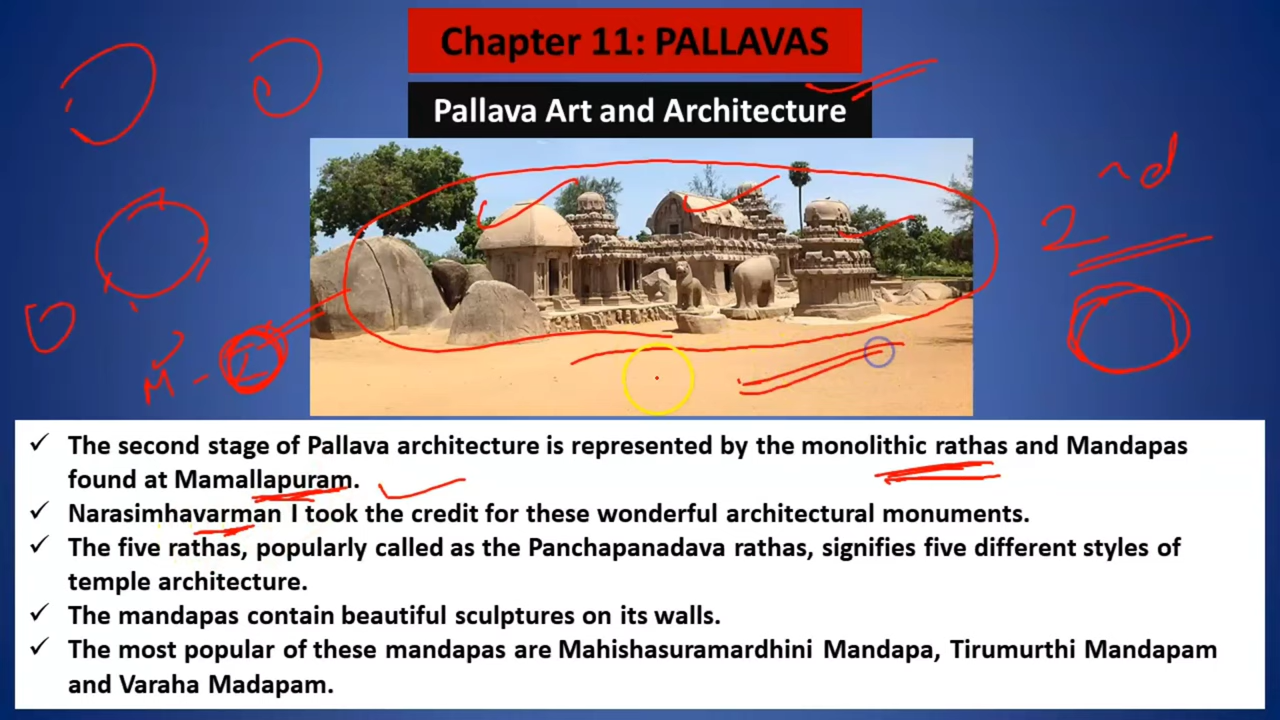 Chapter 11: PALLAVAS
Pallava Art and Architecture
2nd
M - 2
✓ The second stage of Pallava architecture is represented by the monolithic rathas and Mandapas
found at Mamallapuram.
✓ Narasimhavarman I took the credit for these wonderful architectural monuments.
✓ The five rathas, popularly called as the Panchapanadava rathas, signifies five different styles of
temple architecture.
✓ The mandapas contain beautiful sculptures on its walls.
✓ The most popular of these mandapas are Mahishasuramardhini Mandapa, Tirumurthi Mandapam
and Varaha Madapam.